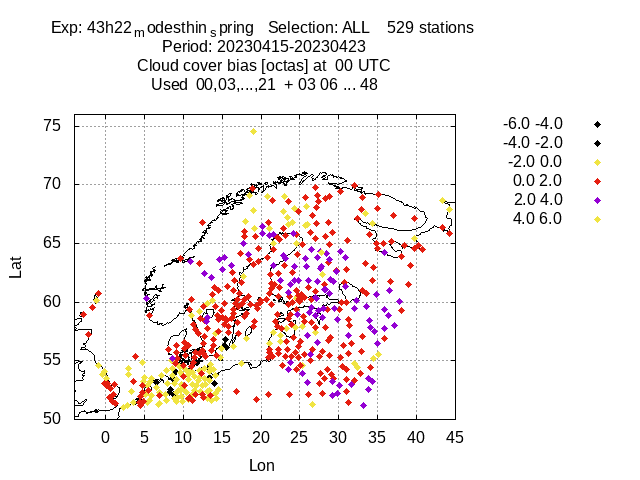 Exp: 43h22modesthinspring   Selection: ALL    529 stations
Period: 20230415-20230423
Cloud cover bias [octas] at  00 UTC
Used  00,03,...,21  + 03 06 ... 48
-6.0 -4.0
-4.0 -2.0
-2.0 0.0
0.0 2.0
2.0 4.0
4.0 6.0
75
70
65
60
55
50
Lat
0 5 10 15 20 25 30 35 40 45
Lon